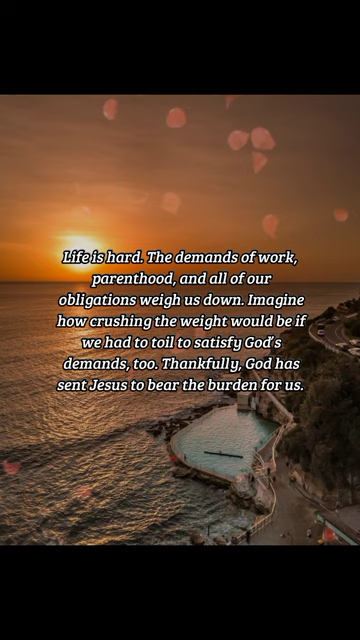 Life is hard. The demands of work,
parenthood, and all of our
obligations weigh us down. Imagine
how crushing the weight would be if
we had to toil to satisfy God's
demands, too. Thankfully, God has
sent Jesus to bear the burden for us.